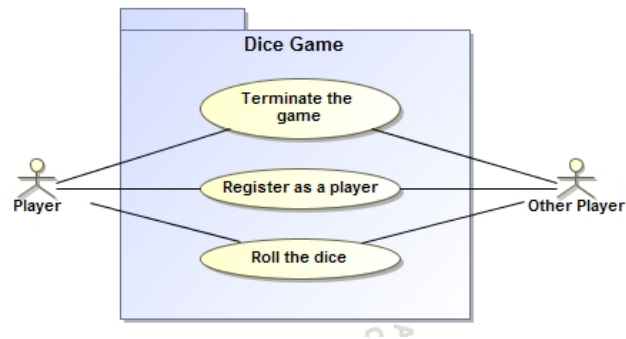 Dice Game
Terminate the
game
Register as a player
Player
Other Player
Roll the dice